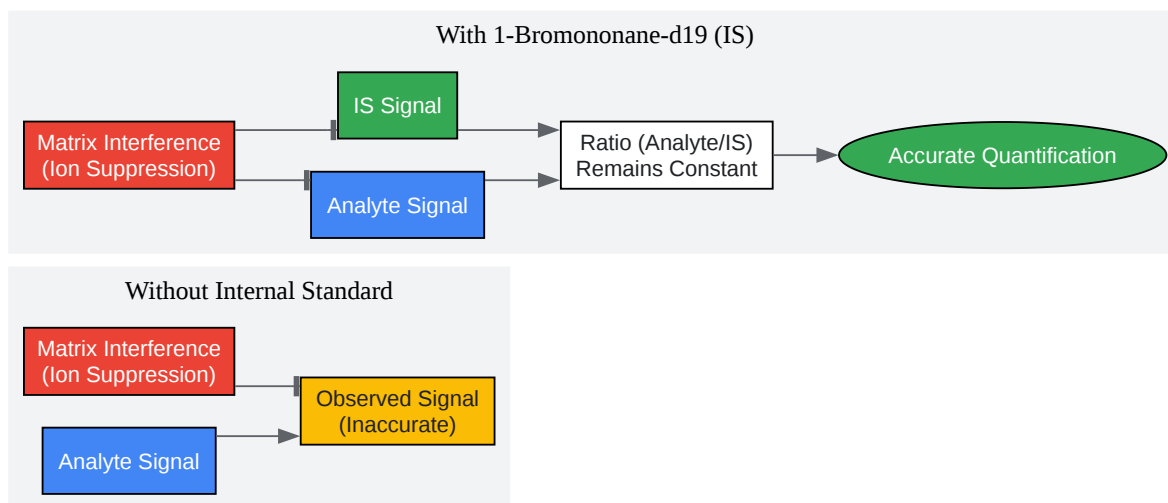 With 1-Bromononane-d19 (IS)
IS Signal
Matrix Interference
(Ion Suppression)
Analyte Signal
Ratio (Analyte/IS)
Remains Constant
Accurate Quantification
Without Internal Standard
Matrix Interference
(Ion Suppression)
Observed Signal
(Inaccurate)
Analyte Signal